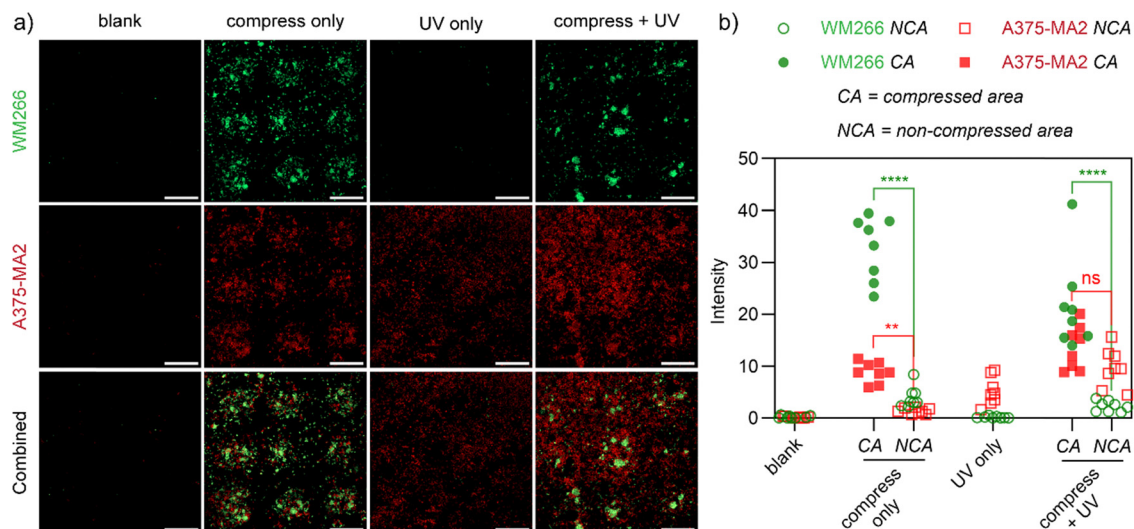 a)
blank
compress only
UV only
compress + UV
WM266
A375-MA2
Combined
b)
WM266 NCA
A375-MA2 NCA
WM266 CA
A375-MA2 CA
CA = compressed area
NCA = non-compressed area
50
40
30
20
10
0
Intensity
****
**
****
ns
blank
CA NCA
compress
only
UV only
CA NCA
compress
+ UV